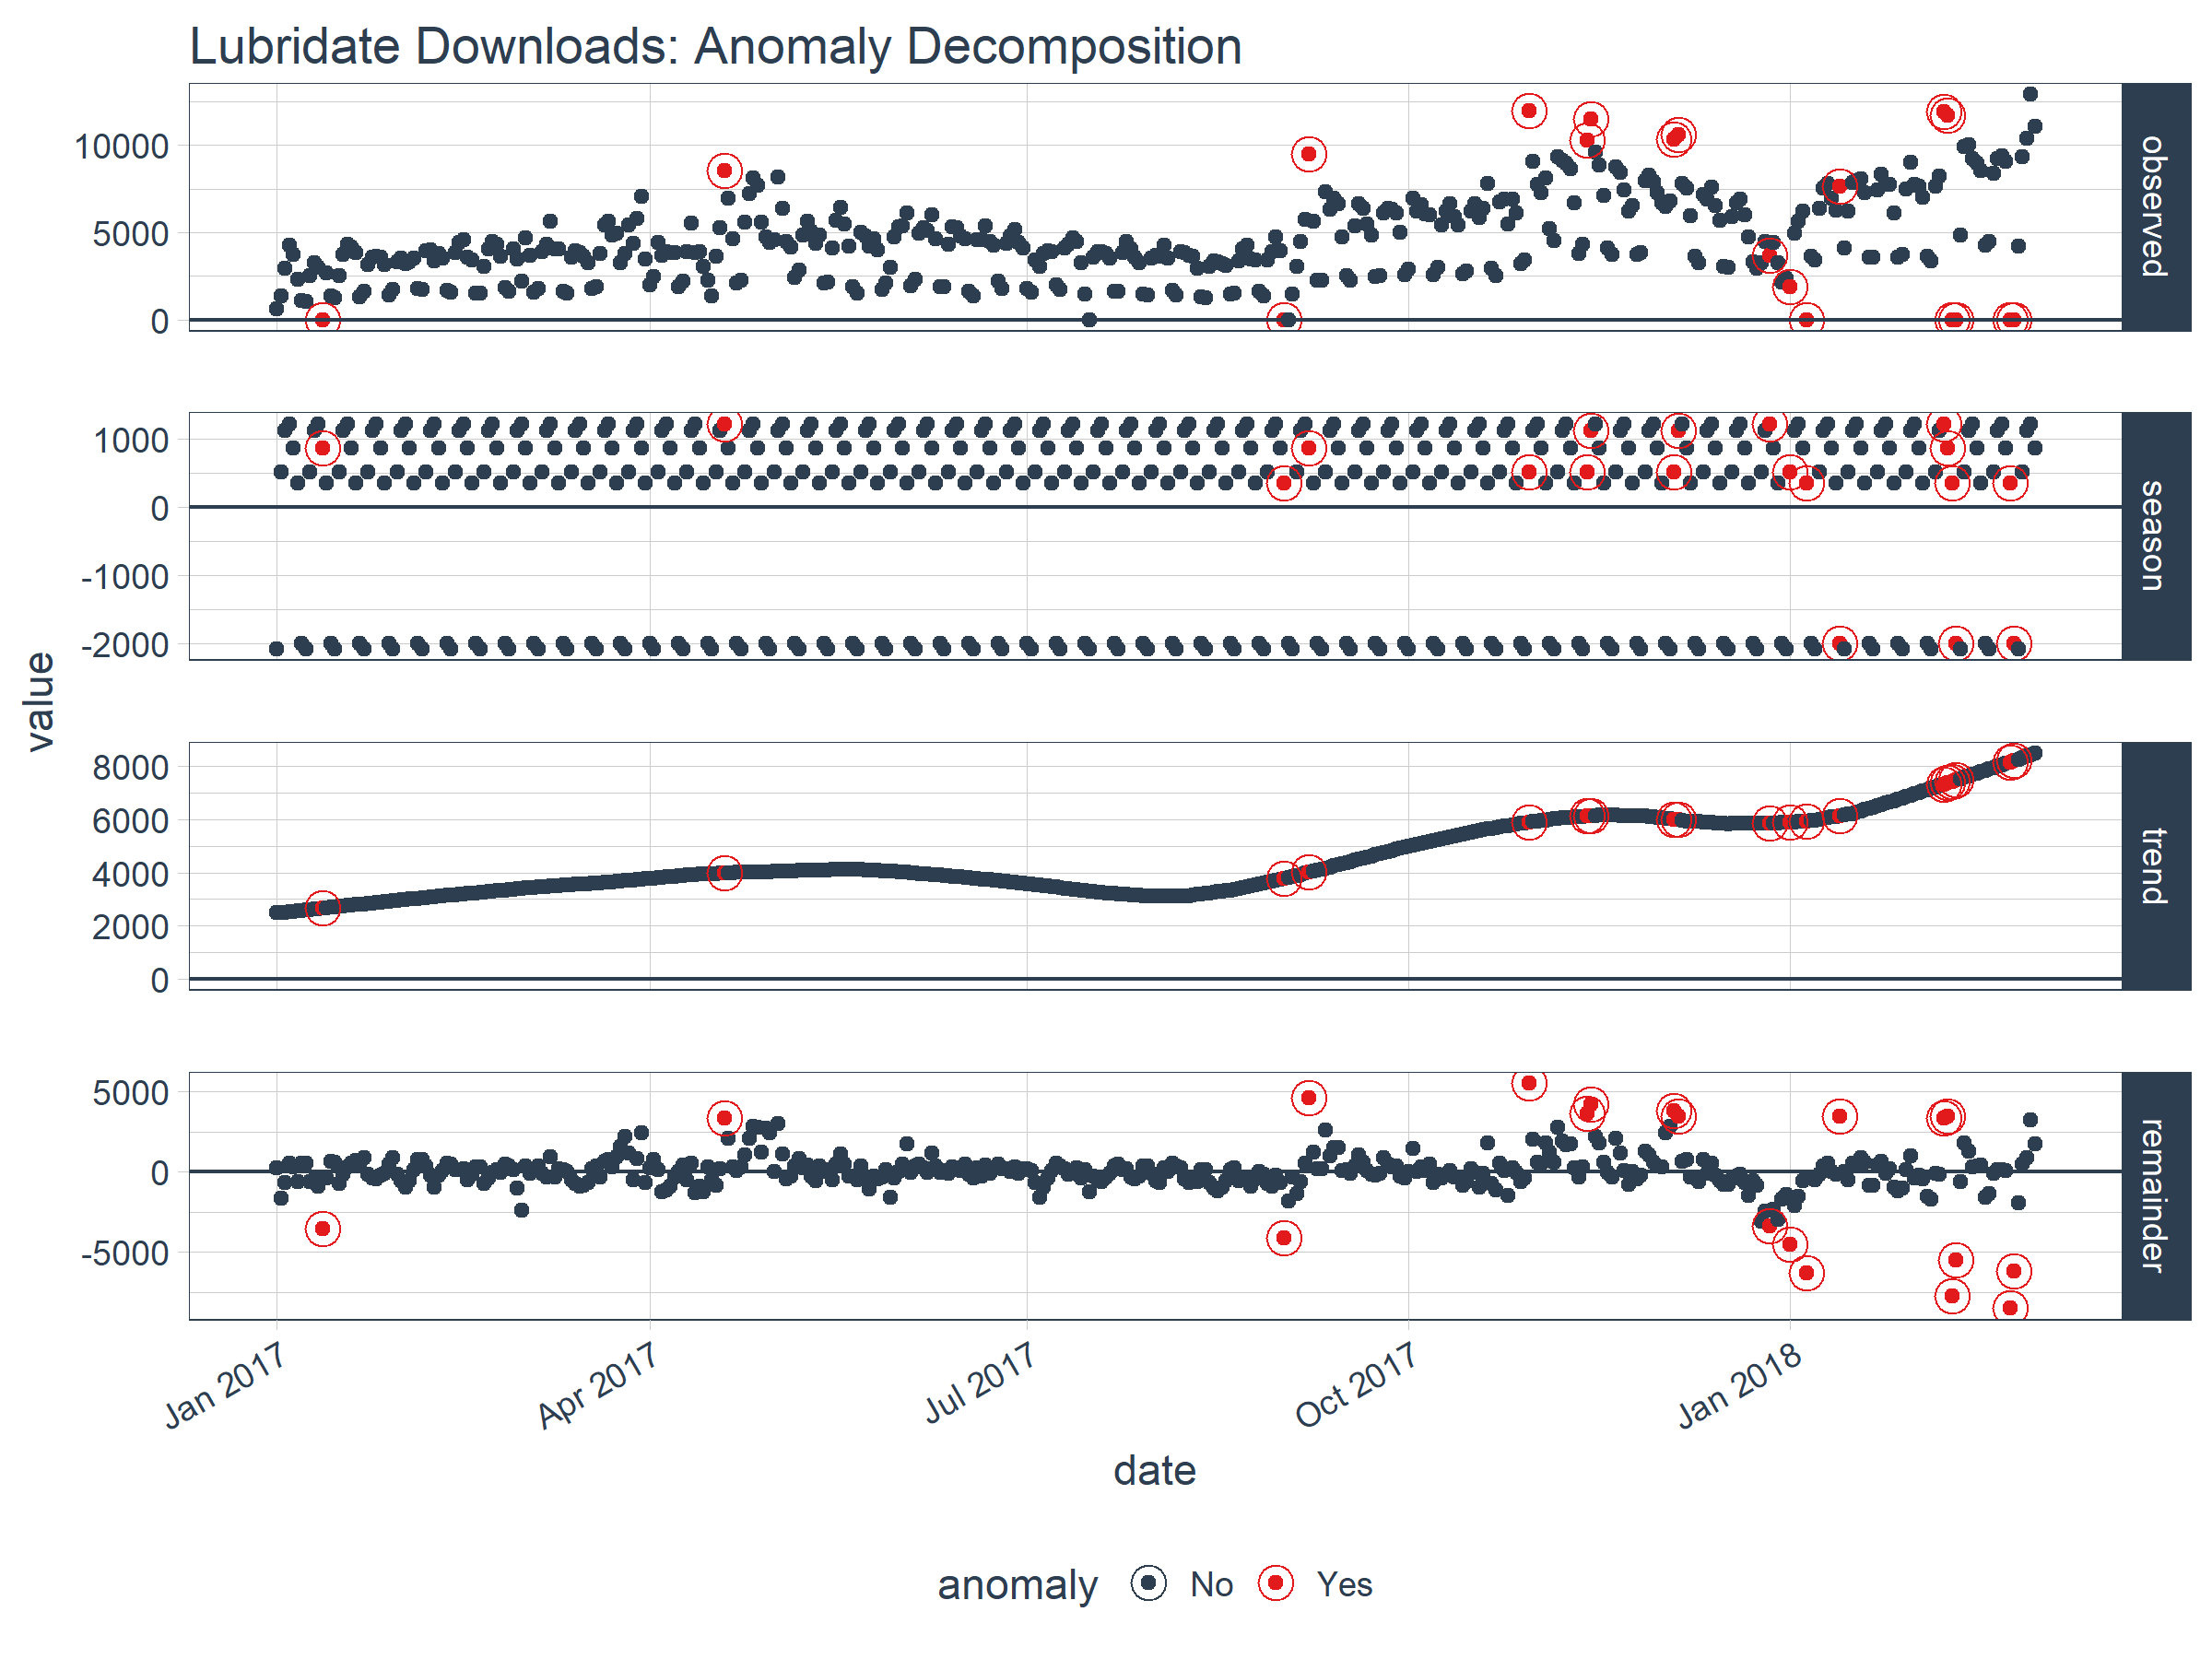 Lubridate Downloads: Anomaly Decomposition
10000
5000
0
observed
1000
0
-1000
-2000
season
value
8000
6000
4000
2000
0
trend
5000
0
-5000
remainder
Jan 2017
Apr 2017
Jul 2017
Oct 2017
Jan 2018
date
anomaly No Yes